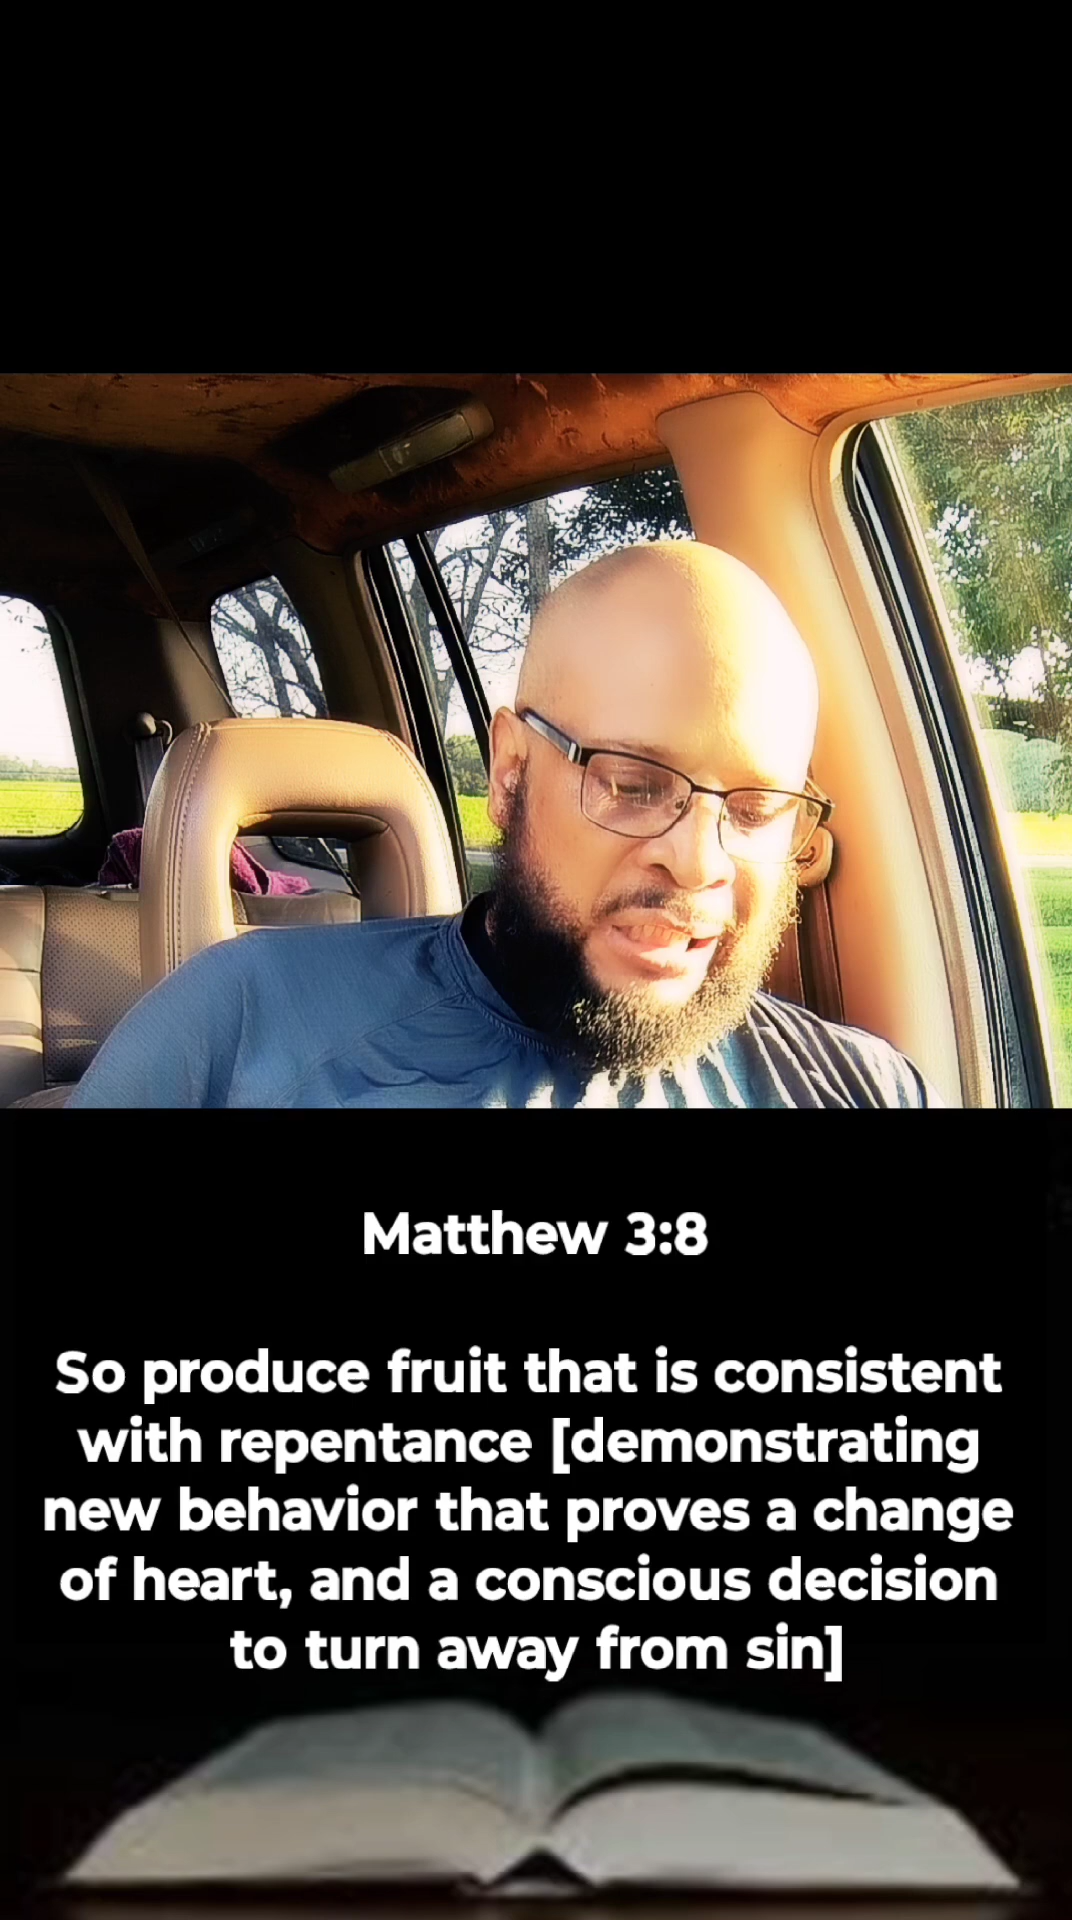 Matthew 3:8
So produce fruit that is consistent
with repentance [demonstrating
new behavior that proves a change
of heart, and a conscious decision
to turn away from sin]